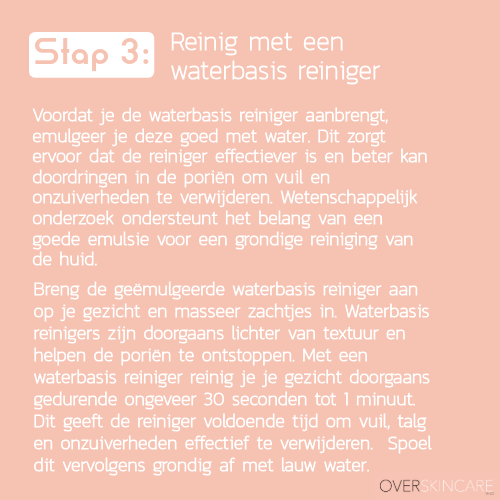 Stap 3:
Reinig met een
waterbasis reiniger
Voordat je de waterbasis reiniger aanbrengt,
emulgeer je deze goed met water. Dit zorgt
ervoor dat de reiniger effectiever is en beter kan
doordringen in de poriën om vuil en
onzuiverheden te verwijderen. Wetenschappelijk
onderzoek ondersteunt het belang van een
goede emulsie voor een grondige reiniging van
de huid.
Breng de geëmulgeerde waterbasis reiniger aan
op je gezicht en masseer zachtjes in. Waterbasis
reinigers zijn doorgaans lichter van textuur en
helpen de poriën te ontstoppen. Met een
waterbasis reiniger reinig je je gezicht doorgaans
gedurende ongeveer 30 seconden tot 1 minuut.
Dit geeft de reiniger voldoende tijd om vuil, talg
en onzuiverheden effectief te verwijderen. Spoel
dit vervolgens grondig af met lauw water.
OVERSKINCARE